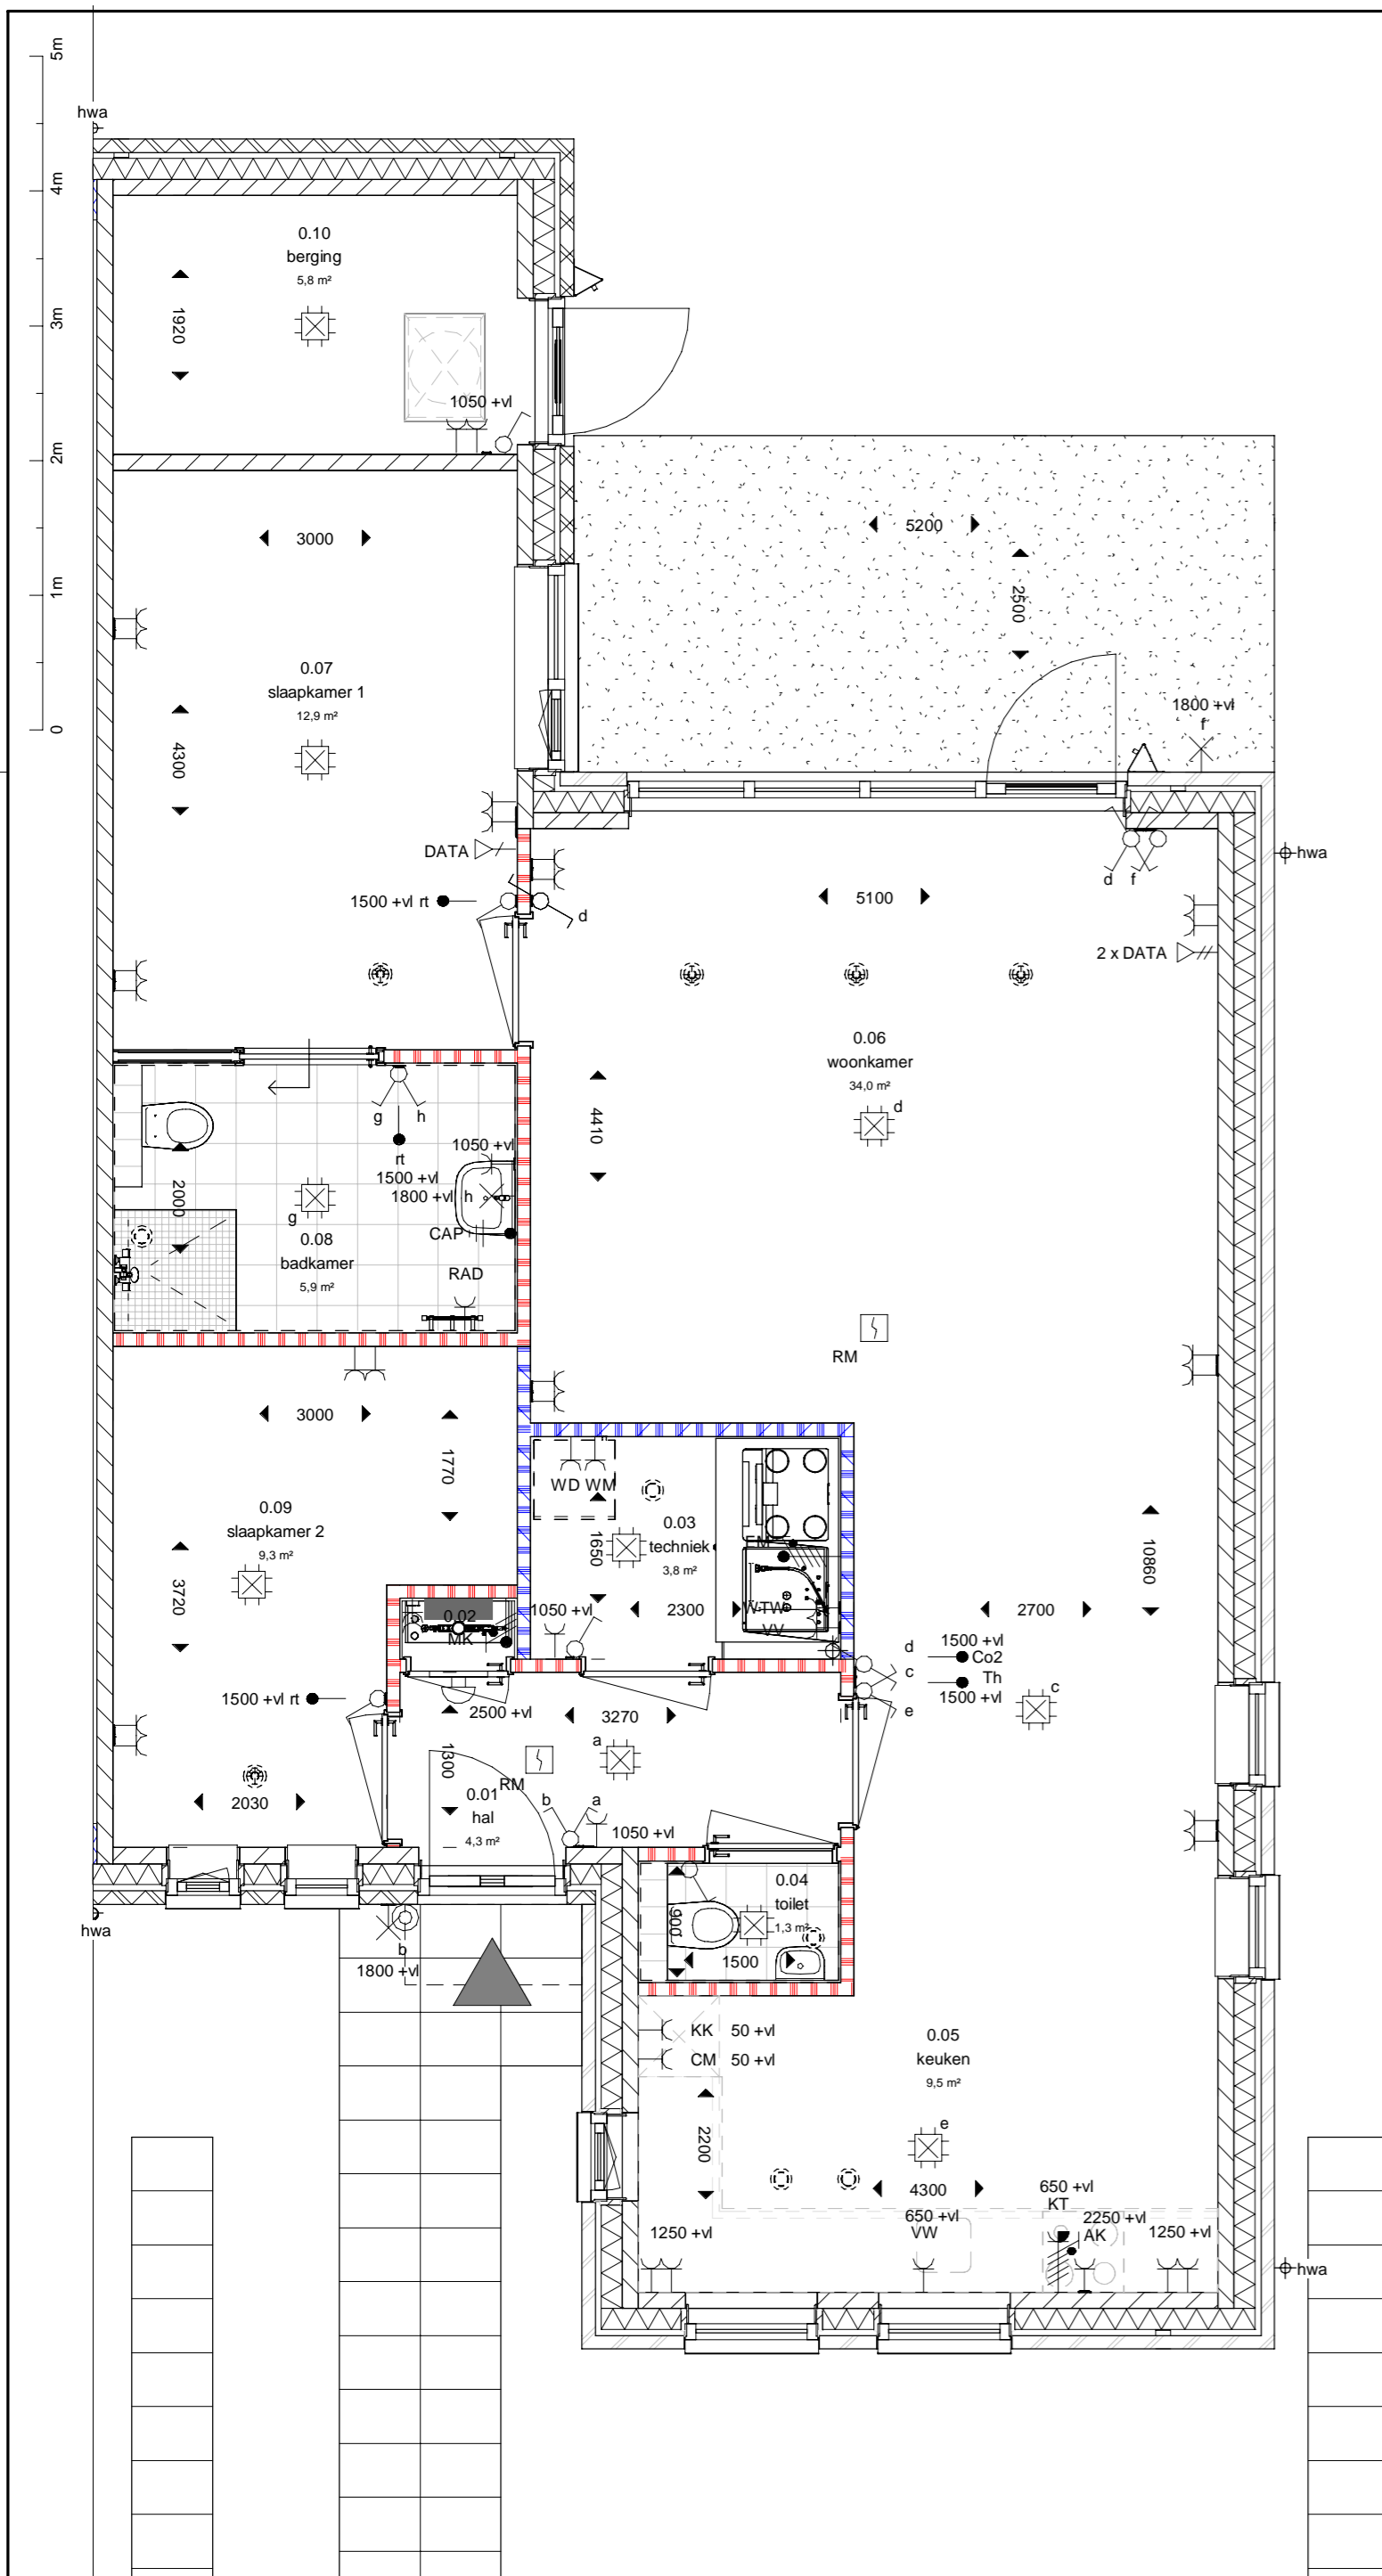 5m
4m
3m
2m
1m
0
hwa
0.10
berging
5,8 m²
1920
1050 +vl
3000
5200
2500
0.07
slaapkamer 1
12,9 m²
4300
1800 +vl
f
DATA
1500 +vl rt
d
5100
d
f
hwa
2 x DATA
0.06
woonkamer
34,0 m²
d
4410
g
h
rt
1500 +vl
1050 +vl
1800 +vl h
2000
g
0.08
badkamer
5,9 m²
CAP
RAD
RM
3000
1770
0.09
slaapkamer 2
9,3 m²
3720
WD
WM
0.03
techniek
3,8 m²
1650
2300
M
WTW
VV
10860
2700
0.02
MK
1050 +vl
d
c
e
1500 +vl
Co2
Th
1500 +vl
c
1500 +vl rt
2500 +vl
3270
a
1300
RM
0.01
hal
4,3 m²
b
a
1050 +vl
2030
hwa
b
1800 +vl
0.04
toilet
1,3 m²
900
1500
KK 50 +vl
CM 50 +vl
0.05
keuken
9,5 m²
2200
e
4300
650 +vl
VW
650 +vl
KT
2250 +vl
AK
1250 +vl
1250 +vl
hwa